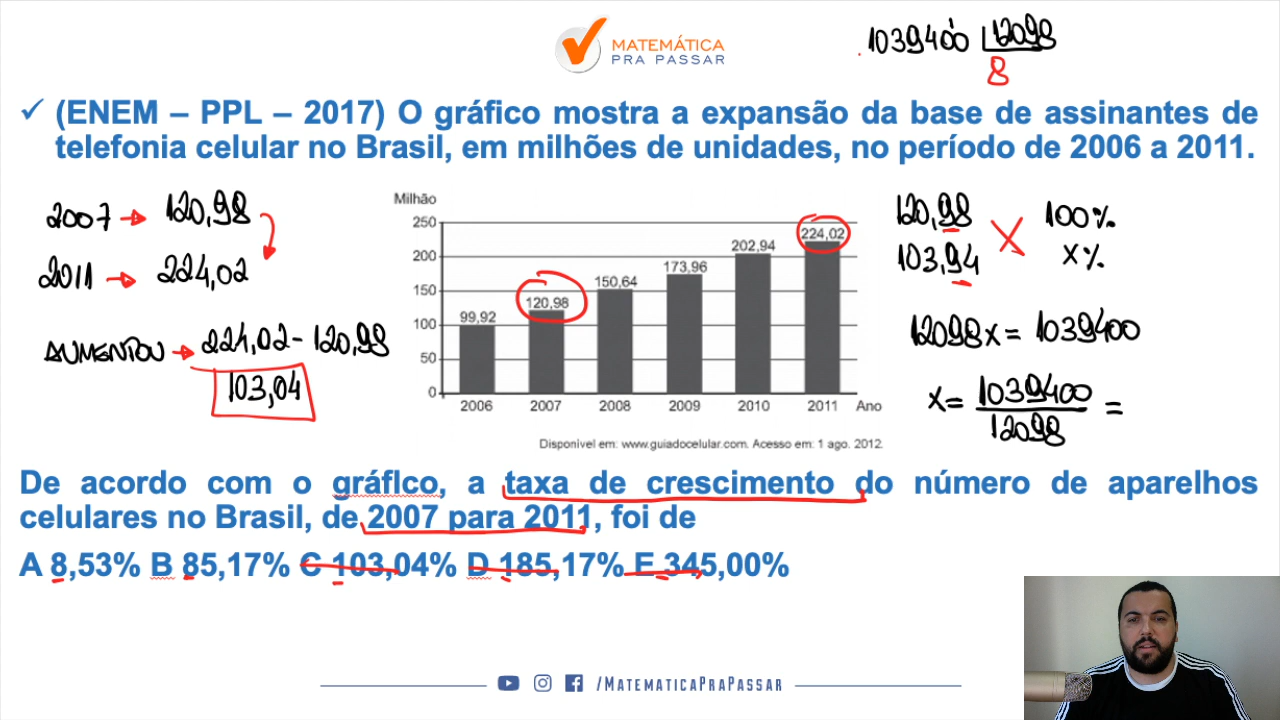 MATEMÁTICA
PRA PASSAR
1039400 12098
8
✓ (ENEM – PPL – 2017) O gráfico mostra a expansão da base de assinantes de
telefonia celular no Brasil, em milhões de unidades, no período de 2006 a 2011.
2007 → 120,98
2011 → 224,02
AUMENTOU → 224,02 - 120,98
103,04
Milhão
250
200
150
100
50
0
99,92
120,98
150,64
173,96
202,94
224,02
2006 2007 2008 2009 2010 2011 Ano
Disponível em: www.guiadocelular.com. Acesso em: 1 ago. 2012.
120,98 100%
103,94 x%
12098x = 1039400
x = 1039400
12098 =
De acordo com o gráfIco, a taxa de crescimento do número de aparelhos
celulares no Brasil, de 2007 para 2011, foi de
A 8,53% B 85,17% C 103,04% D 185,17% E 345,00%
/MatematicaPraPassar